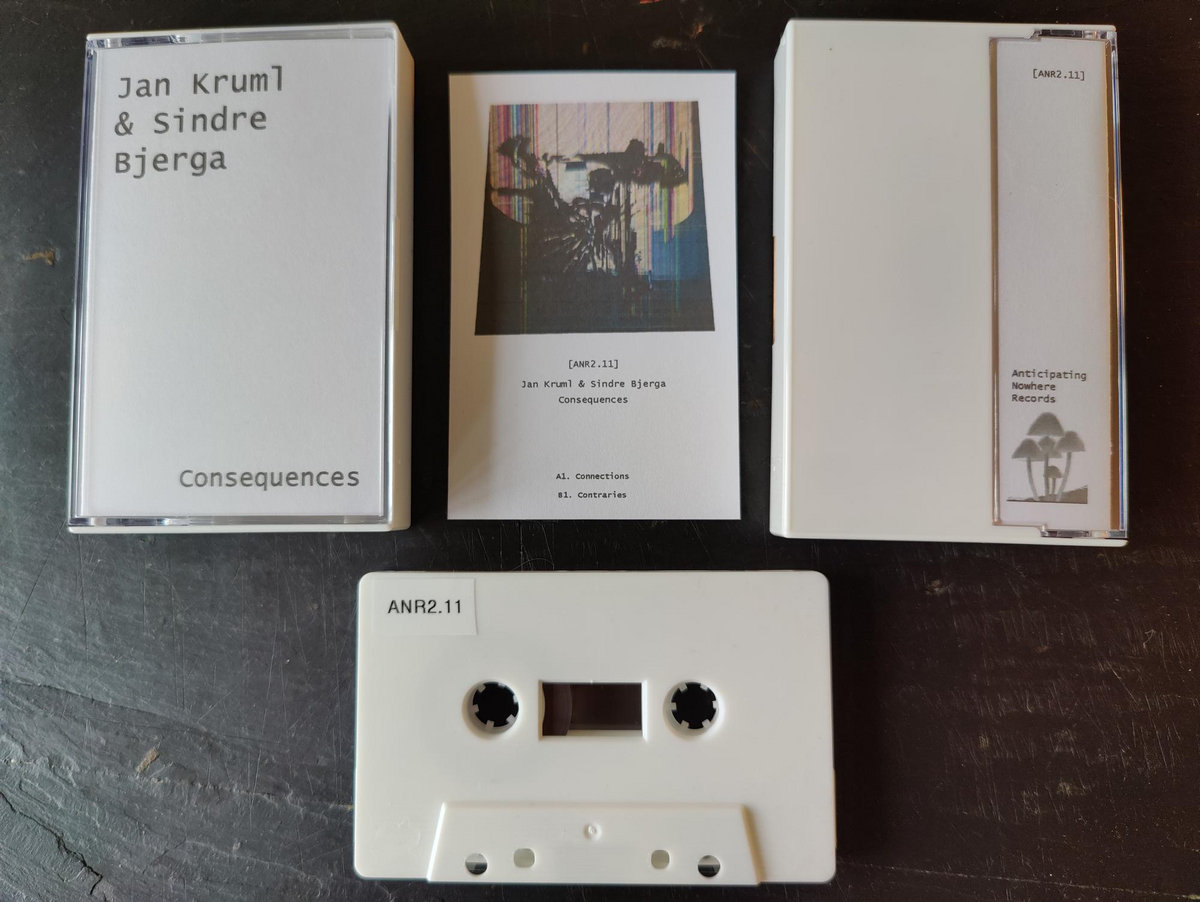 Jan Kruml
& Sindre
Bjerga
Consequences
[ANR2.11]
Jan Kruml & Sindre Bjerga
Consequences
A1. Connections
B1. Contraries
[ANR2.11]
Anticipating
Nowhere
Records
ANR2.11